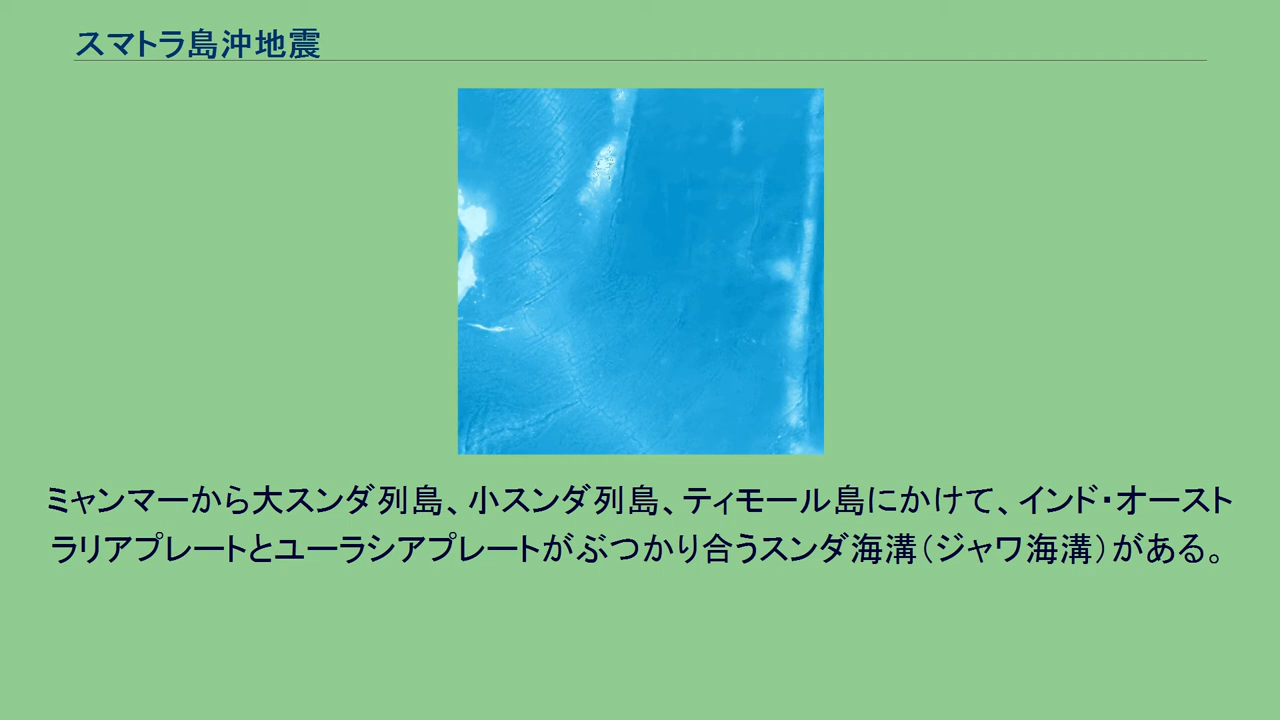 スマトラ島沖地震
ミャンマーから大スンダ列島、小スンダ列島、ティモール島にかけて、インド・オースト
ラリアプレートとユーラシアプレートがぶつかり合うスンダ海溝（ジャワ海溝）がある。